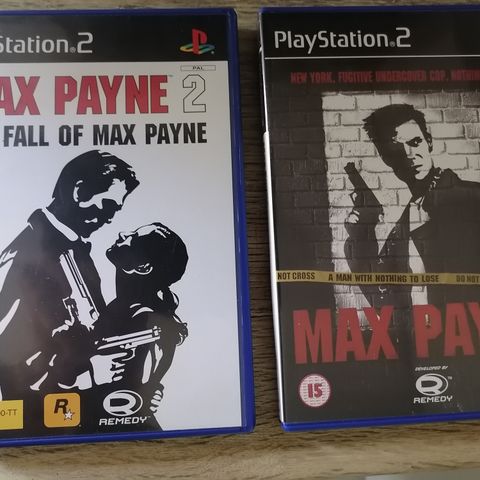 Station 2
PAL
AX PAYNE 2
FALL OF MAX PAYNE
R
REMEDY
PlayStation 2
NEW YORK. FUGITIVE UNDERCOVER COP. NOTHIN
NOT CROSS A MAN WITH NOTHING TO LOSE DO NOT
MAX PAY
15
DEVELOPED BY
REMEDY